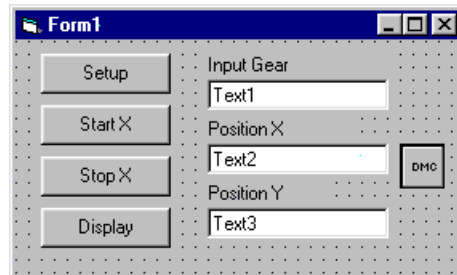 Form1
Setup
Start X
Stop X
Display
Input Gear
Text1
Position X
Text2
Position Y
Text3
DMC